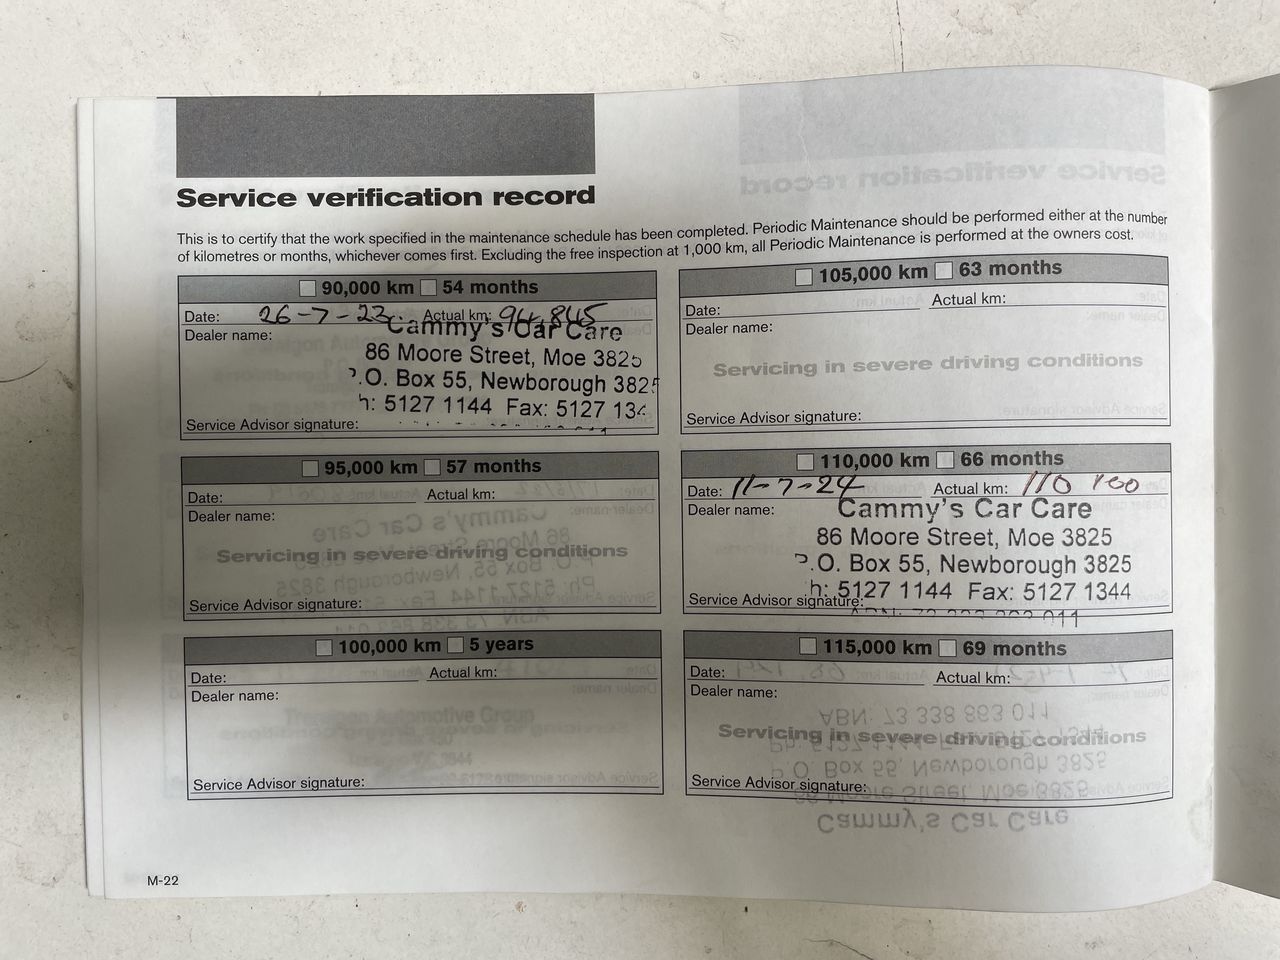 Service verification record
This is to certify that the work specified in the maintenance schedule has been completed. Periodic Maintenance should be performed either at the number
of kilometres or months, whichever comes first. Excluding the free inspection at 1,000 km, all Periodic Maintenance is performed at the owners cost.
90,000 km 54 months
Date: 26-7-23. Actual km: 94,845
Dealer name:
Cammy's Car Care
86 Moore Street, Moe 3825
P.O. Box 55, Newborough 3825
h: 5127 1144 Fax: 5127 134
Service Advisor signature:
95,000 km 57 months
Date: Actual km:
Dealer name:
Servicing in severe driving conditions
Service Advisor signature:
100,000 km 5 years
Date: Actual km:
Dealer name:
Service Advisor signature:
105,000 km 63 months
Date: Actual km:
Dealer name:
Servicing in severe driving conditions
Service Advisor signature:
110,000 km 66 months
Date: 11-7-24 Actual km: 110 100
Dealer name:
Cammy's Car Care
86 Moore Street, Moe 3825
P.O. Box 55, Newborough 3825
h: 5127 1144 Fax: 5127 1344
Service Advisor signature:
115,000 km 69 months
Date: Actual km:
Dealer name:
Servicing in severe driving conditions
Service Advisor signature:
M-22